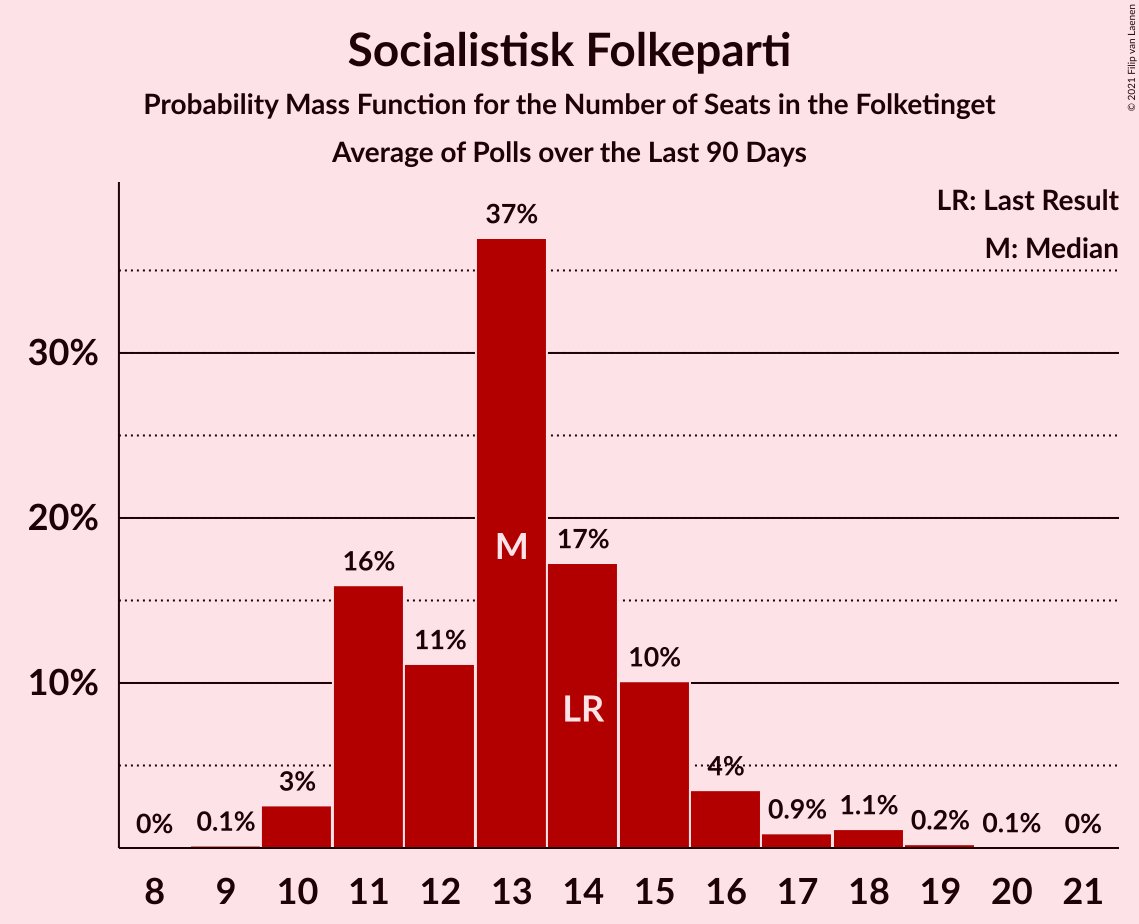 © 2021 Filip van Laenen
Socialistisk Folkeparti
Probability Mass Function for the Number of Seats in the Folketinget
Average of Polls over the Last 90 Days
LR: Last Result
M: Median
37%
30%
20%
10%
M
17%
16%
11%
10%
LR
4%
3%
0%
0.1%
0.9%
1.1%
0.2%
0.1%
0%
8 9 10 11 12 13 14 15 16 17 18 19 20 21